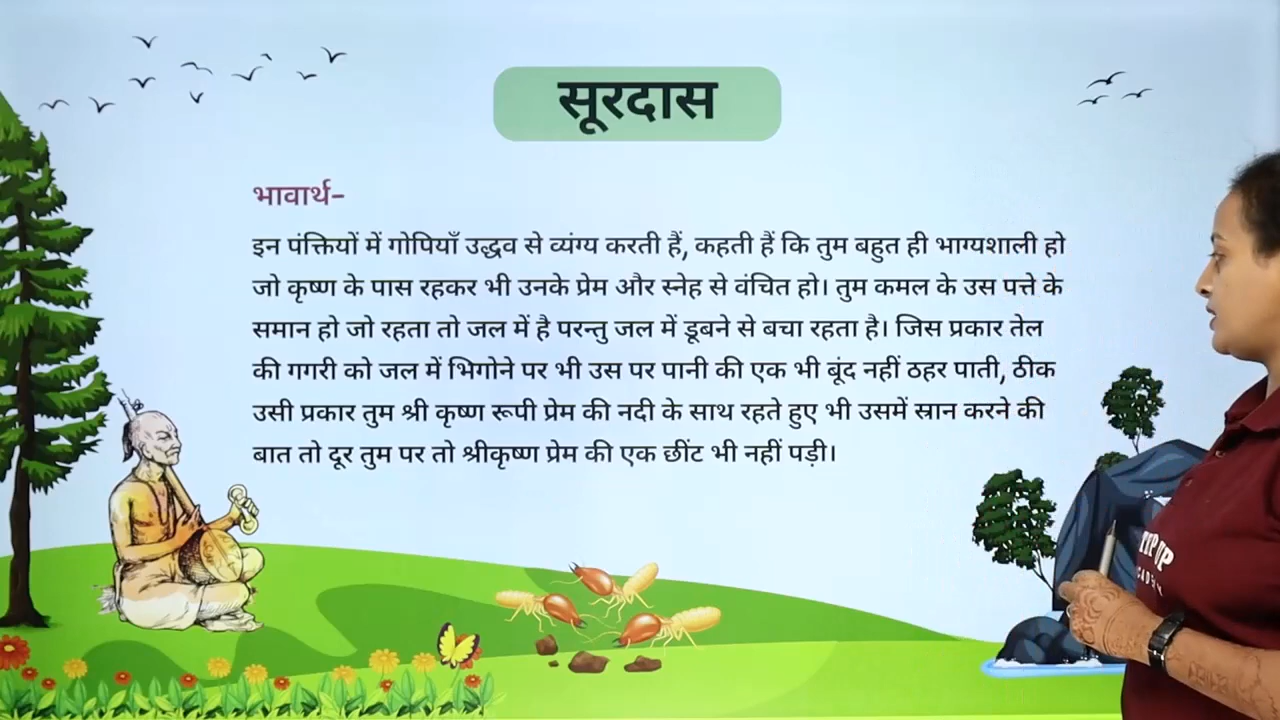 सूरदास
भावार्थ-
इन पंक्तियों में गोपियाँ उद्धव से व्यंग्य करती हैं, कहती हैं कि तुम बहुत ही भाग्यशाली हो
जो कृष्ण के पास रहकर भी उनके प्रेम और स्नेह से वंचित हो। तुम कमल के उस पत्ते के
समान हो जो रहता तो जल में है परन्तु जल में डूबने से बचा रहता है। जिस प्रकार तेल
की गगरी को जल में भिगोने पर भी उस पर पानी की एक भी बूंद नहीं ठहर पाती, ठीक
उसी प्रकार तुम श्री कृष्ण रूपी प्रेम की नदी के साथ रहते हुए भी उसमें स्नान करने की
बात तो दूर तुम पर तो श्रीकृष्ण प्रेम की एक छींट भी नहीं पड़ी।